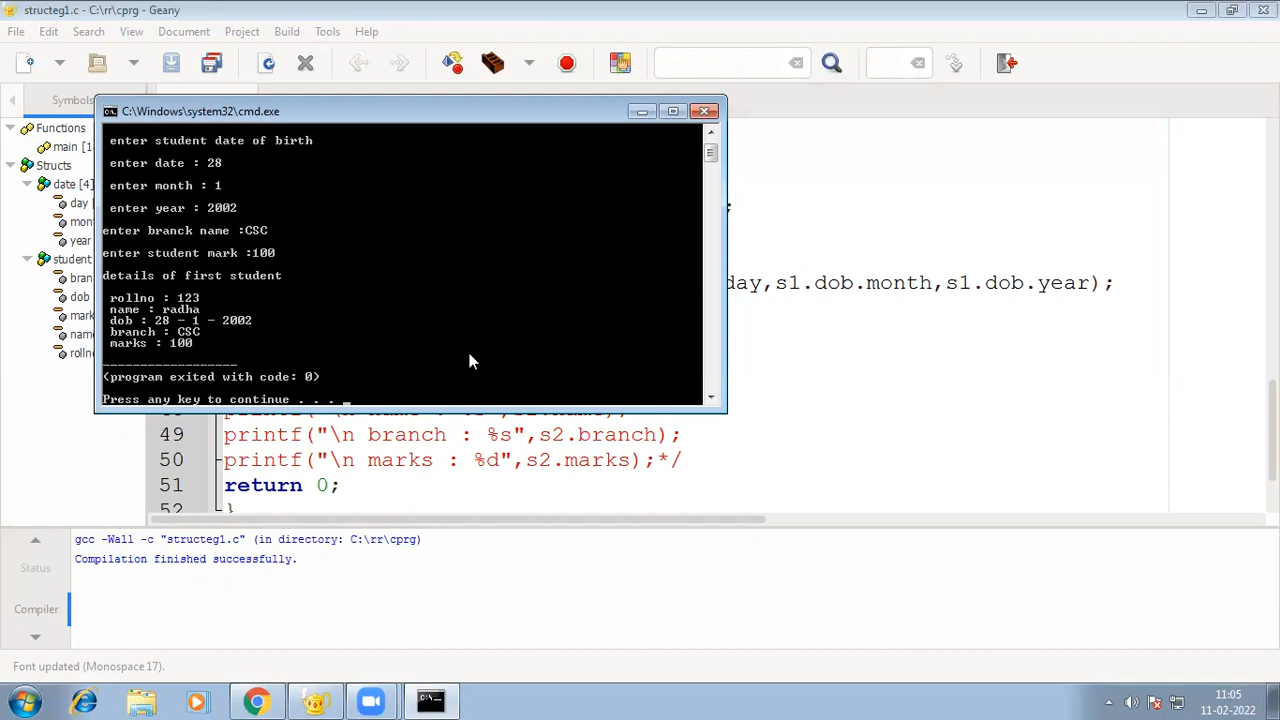 structeg1.c - C:\rr\cprg - Geany
File Edit Search View Document Project Build Tools Help
Symbols
Functions
main [1
Structs
date [4]
day [
mont
year
student
bran
dob
mark
nam
rolln
C:\Windows\system32\cmd.exe
enter student date of birth
enter date : 28
enter month : 1
enter year : 2002
enter branck name :CSC
enter student mark :100
details of first student
rollno : 123
name : radha
dob : 28 - 1 - 2002
branch : CSC
marks : 100
------------------
(program exited with code: 0)
Press any key to continue . . . _
;
day,s1.dob.month,s1.dob.year);
49 printf("\n branch : %s",s2.branch);
50 printf("\n marks : %d",s2.marks);*/
51 return 0;
52 }
gcc -Wall -c "structeg1.c" (in directory: C:\rr\cprg)
Compilation finished successfully.
Status
Compiler
Font updated (Monospace 17).
11:05
11-02-2022